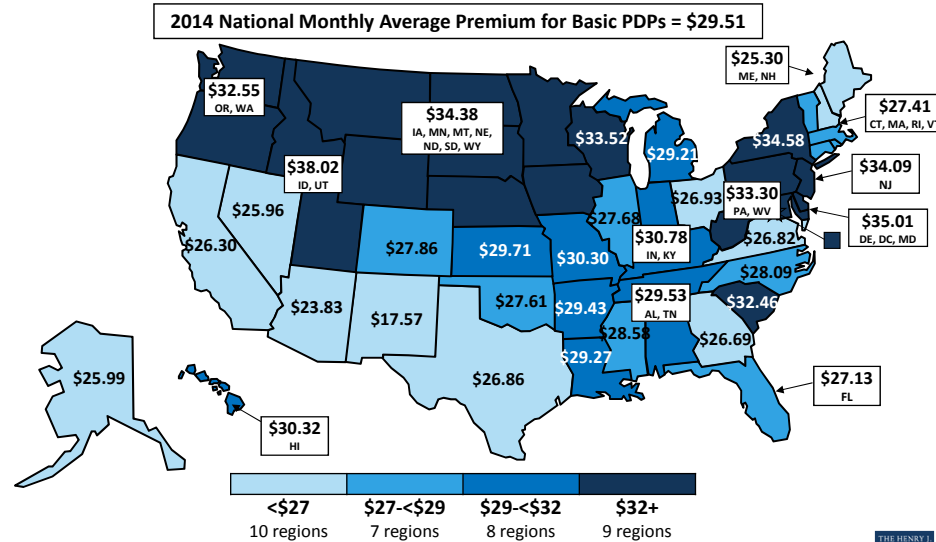 2014 National Monthly Average Premium for Basic PDPs = $29.51
$25.30
ME, NH
$32.55
OR, WA
$34.38
IA, MN, MT, NE,
ND, SD, WY
$27.41
CT, MA, RI, VT
$33.52
$34.58
$29.21
$38.02
ID, UT
$34.09
NJ
$33.30
PA, WV
$26.93
$25.96
$35.01
DE, DC, MD
$26.30
$27.86
$29.71
$30.30
$27.68
$30.78
IN, KY
$26.82
$28.09
$23.83
$17.57
$27.61
$29.43
$29.53
AL, TN
$32.46
$28.58
$26.69
$29.27
$26.86
$25.99
$27.13
FL
$30.32
HI
<$27
10 regions
$27-<$29
7 regions
$29-<$32
8 regions
$32+
9 regions
THE HENRY J.